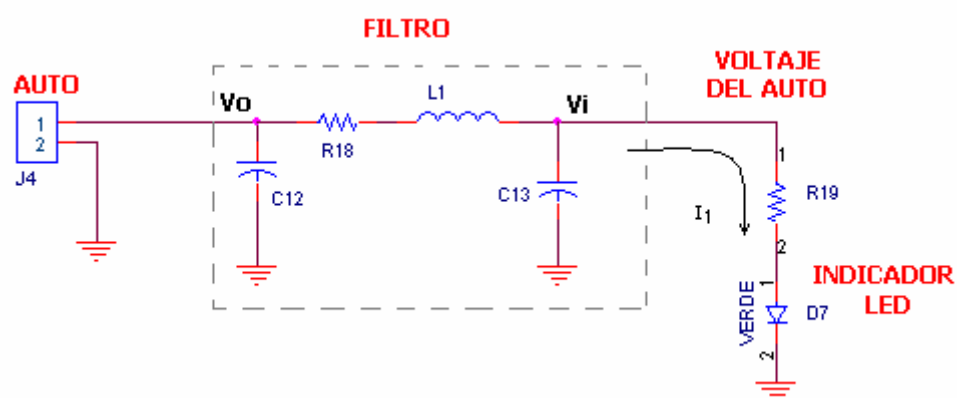 FILTRO
VOLTAJE
DEL AUTO
AUTO
Vo
L1
Vi
1
2
R18
J4
C12
C13
1
R19
I1
2
INDICADOR
LED
1
VERDE
D7
2